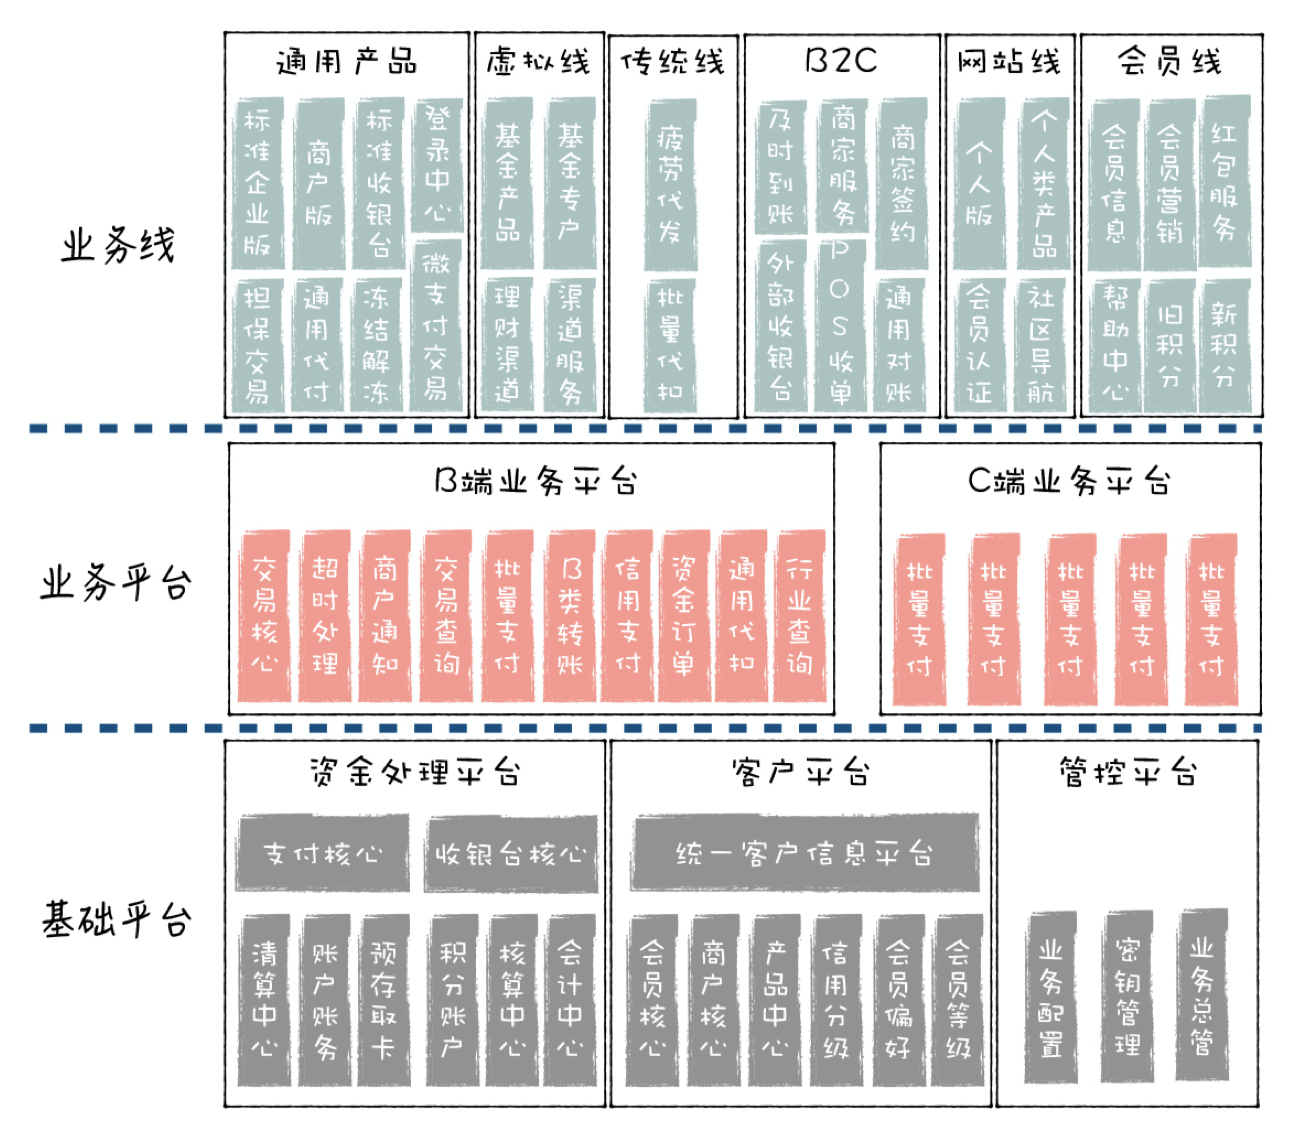 业务线
通用产品
标准企业版
商户版
标准收银台
登录中心
担保交易
通用代付
冻结解冻
微支付交易
虚拟线
基金产品
基金专户
理财渠道
渠道服务
传统线
疲劳代发
批量代扣
B2C
及时到账
商家服务
商家签约
外部收银台
POS收单
通用对账
网站线
个人版
个人类产品
会员认证
社区导航
会员线
会员信息
会员营销
红包服务
帮助中心
旧积分
新积分
业务平台
B端业务平台
交易核心
超时处理
商户通知
交易查询
批量支付
B类转账
信用支付
资金订单
通用代扣
行业查询
C端业务平台
批量支付
批量支付
批量支付
批量支付
批量支付
基础平台
资金处理平台
支付核心
收银台核心
清算中心
账户账务
预存取卡
积分账户
核算中心
会计中心
客户平台
统一客户信息平台
会员核心
商户核心
产品中心
信用分级
会员偏好
会员等级
管控平台
业务配置
密钥管理
业务总管